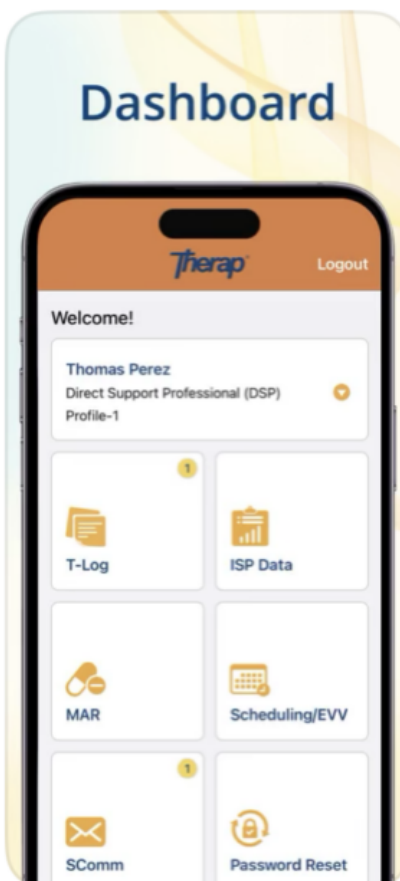 Dashboard
Therap
Logout
Welcome!
Thomas Perez
Direct Support Professional (DSP)
Profile-1
1
T-Log
ISP Data
MAR
Scheduling/EVV
1
SComm
Password Reset